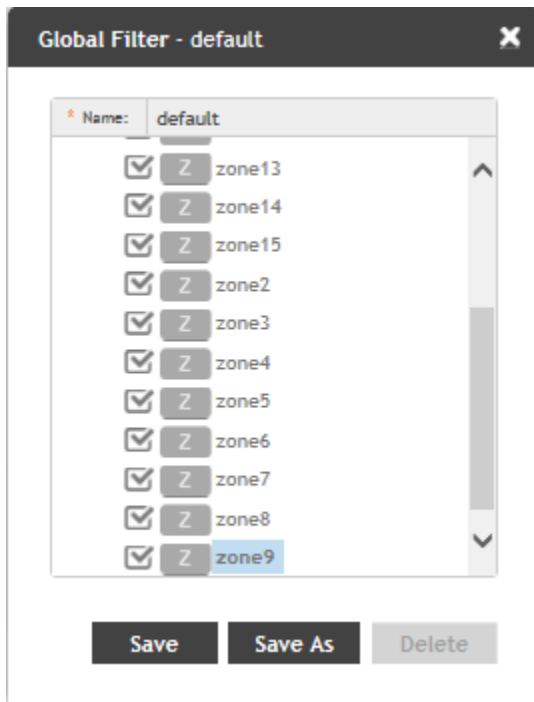 Global Filter - default
* Name: default
Z zone13
Z zone14
Z zone15
Z zone2
Z zone3
Z zone4
Z zone5
Z zone6
Z zone7
Z zone8
Z zone9
Save Save As Delete